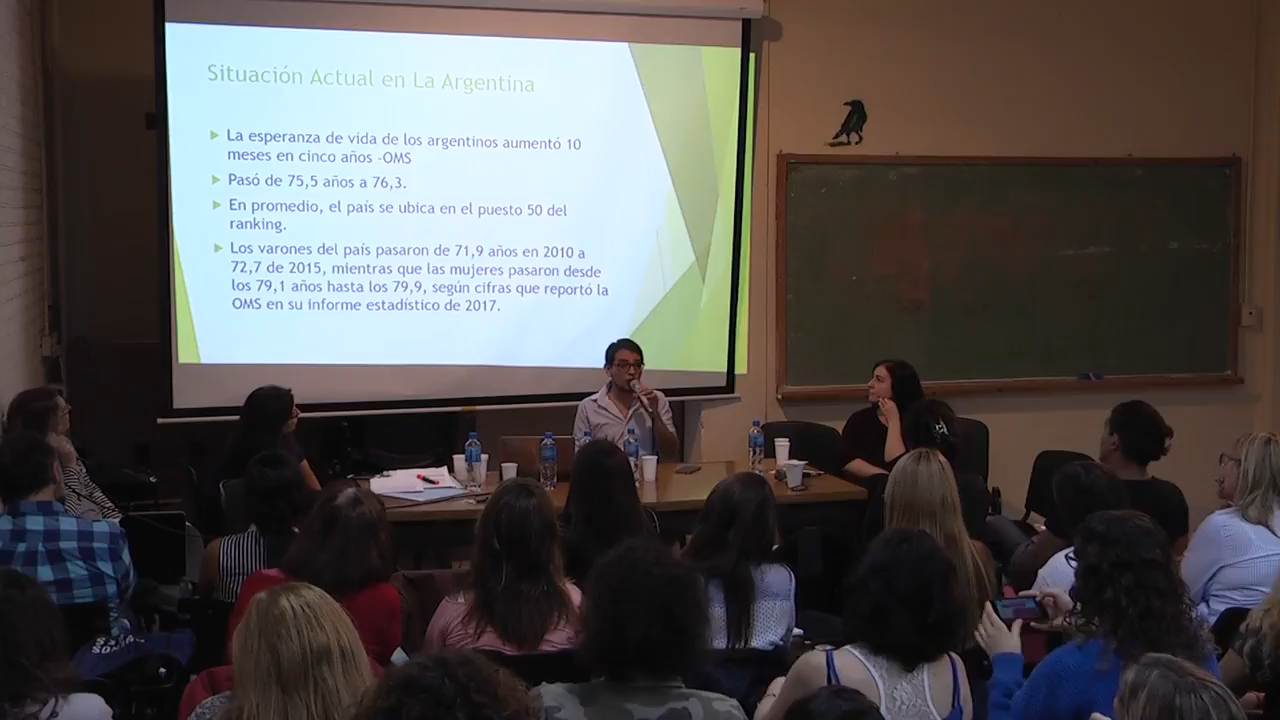 Situación Actual en La Argentina
La esperanza de vida de los argentinos aumentó 10
meses en cinco años -OMS
Pasó de 75,5 años a 76,3.
En promedio, el país se ubica en el puesto 50 del
ranking.
Los varones del país pasaron de 71,9 años en 2010 a
72,7 de 2015, mientras que las mujeres pasaron desde
los 79,1 años hasta los 79,9, según cifras que reportó la
OMS en su informe estadístico de 2017.